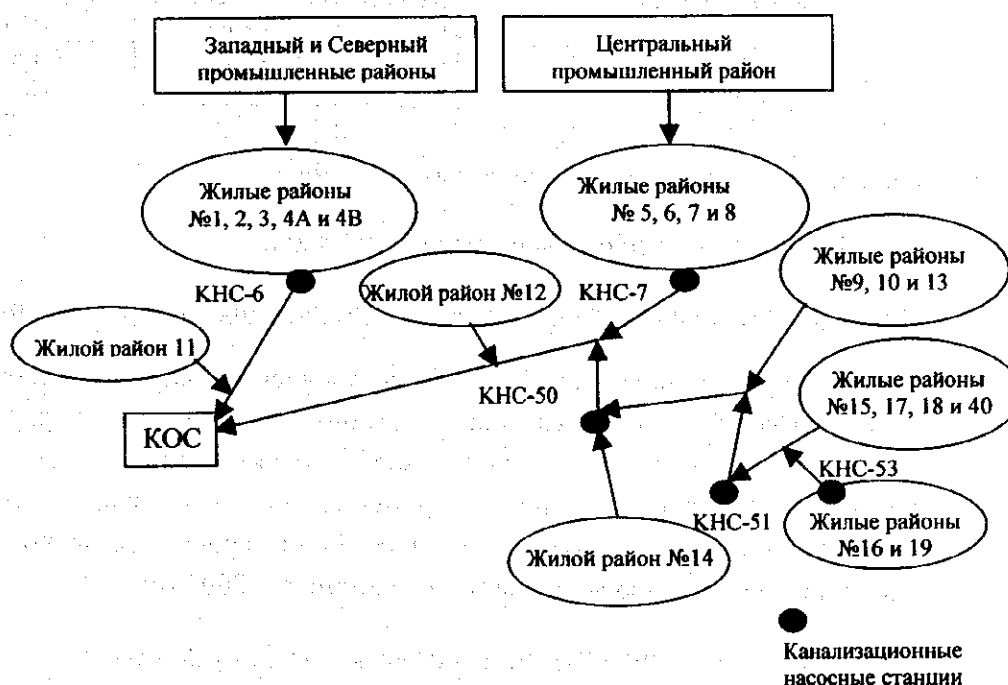 Западный и Северный
промышленные районы
Центральный
промышленный район
Жилые районы
№1, 2, 3, 4А и 4В
Жилые районы
№ 5, 6, 7 и 8
Жилые районы
№9, 10 и 13
КНС-6
Жилой район №12
КНС-7
Жилой район 11
КНС-50
Жилые районы
№15, 17, 18 и 40
КОС
КНС-53
КНС-51
Жилые районы
№16 и 19
Жилой район №14
Канализационные
насосные станции